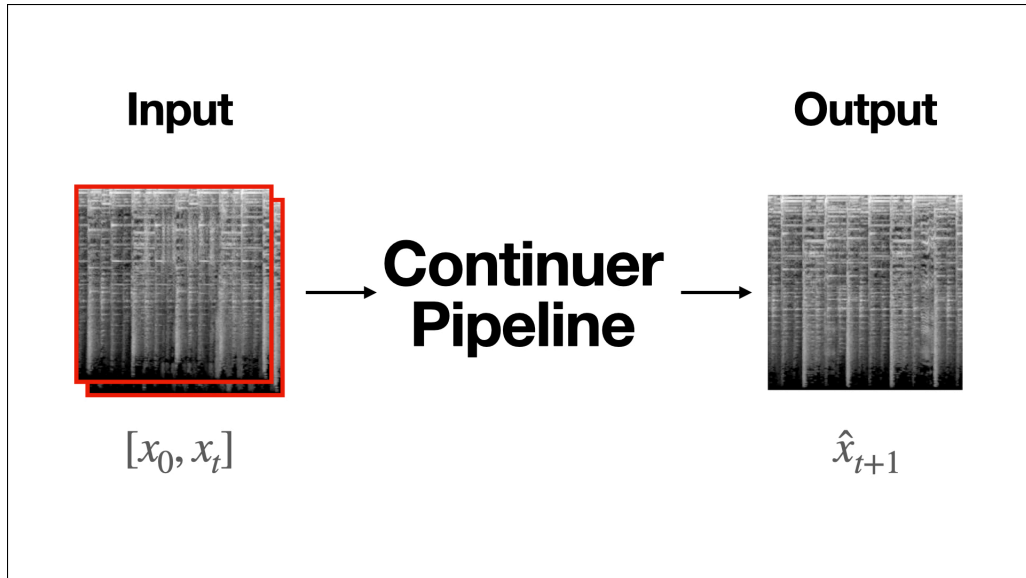 Input
Output
Continuer
Pipeline
[x₀, xₜ]
x̂ₜ₊₁